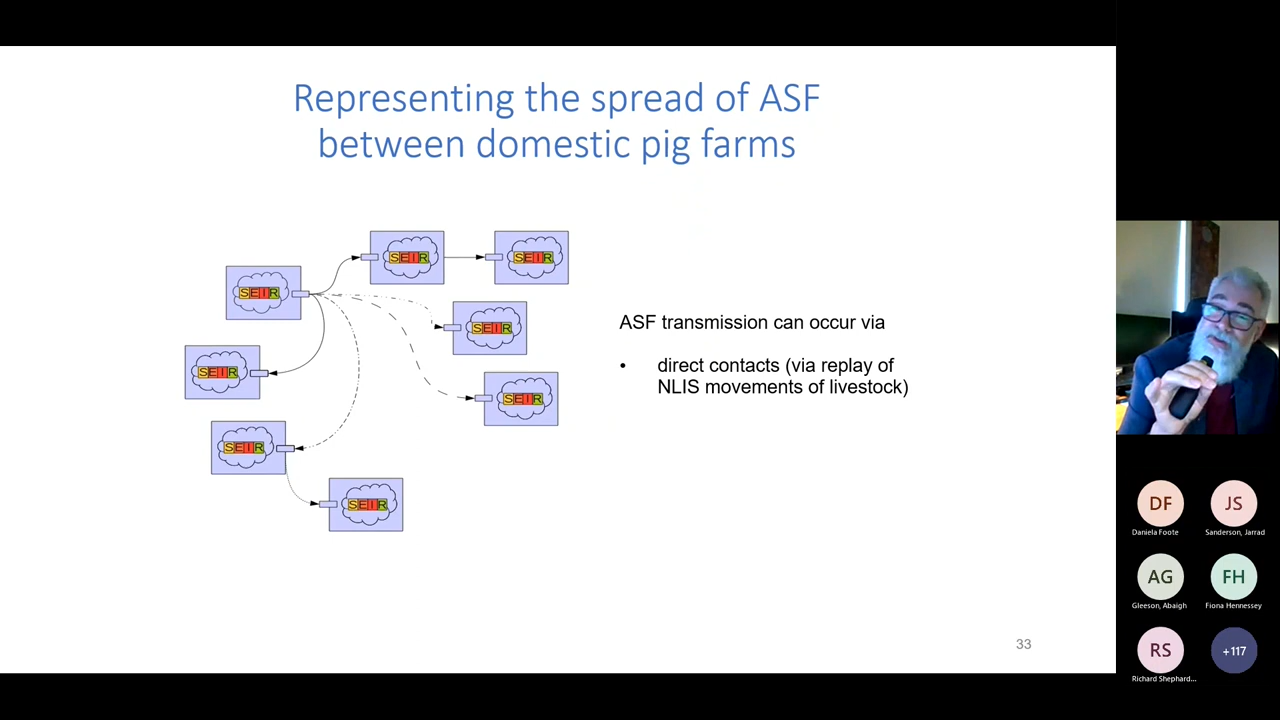 Representing the spread of ASF
between domestic pig farms
SEIR
SEIR
SEIR
SEIR
SEIR
SEIR
SEIR
SEIR
ASF transmission can occur via
• direct contacts (via replay of
NLIS movements of livestock)
33
DF
JS
Daniela Foote
Sanderson, Jarrad
AG
FH
Gleeson, Abaigh
Fiona Hennessey
RS
+117
Richard Shephard...